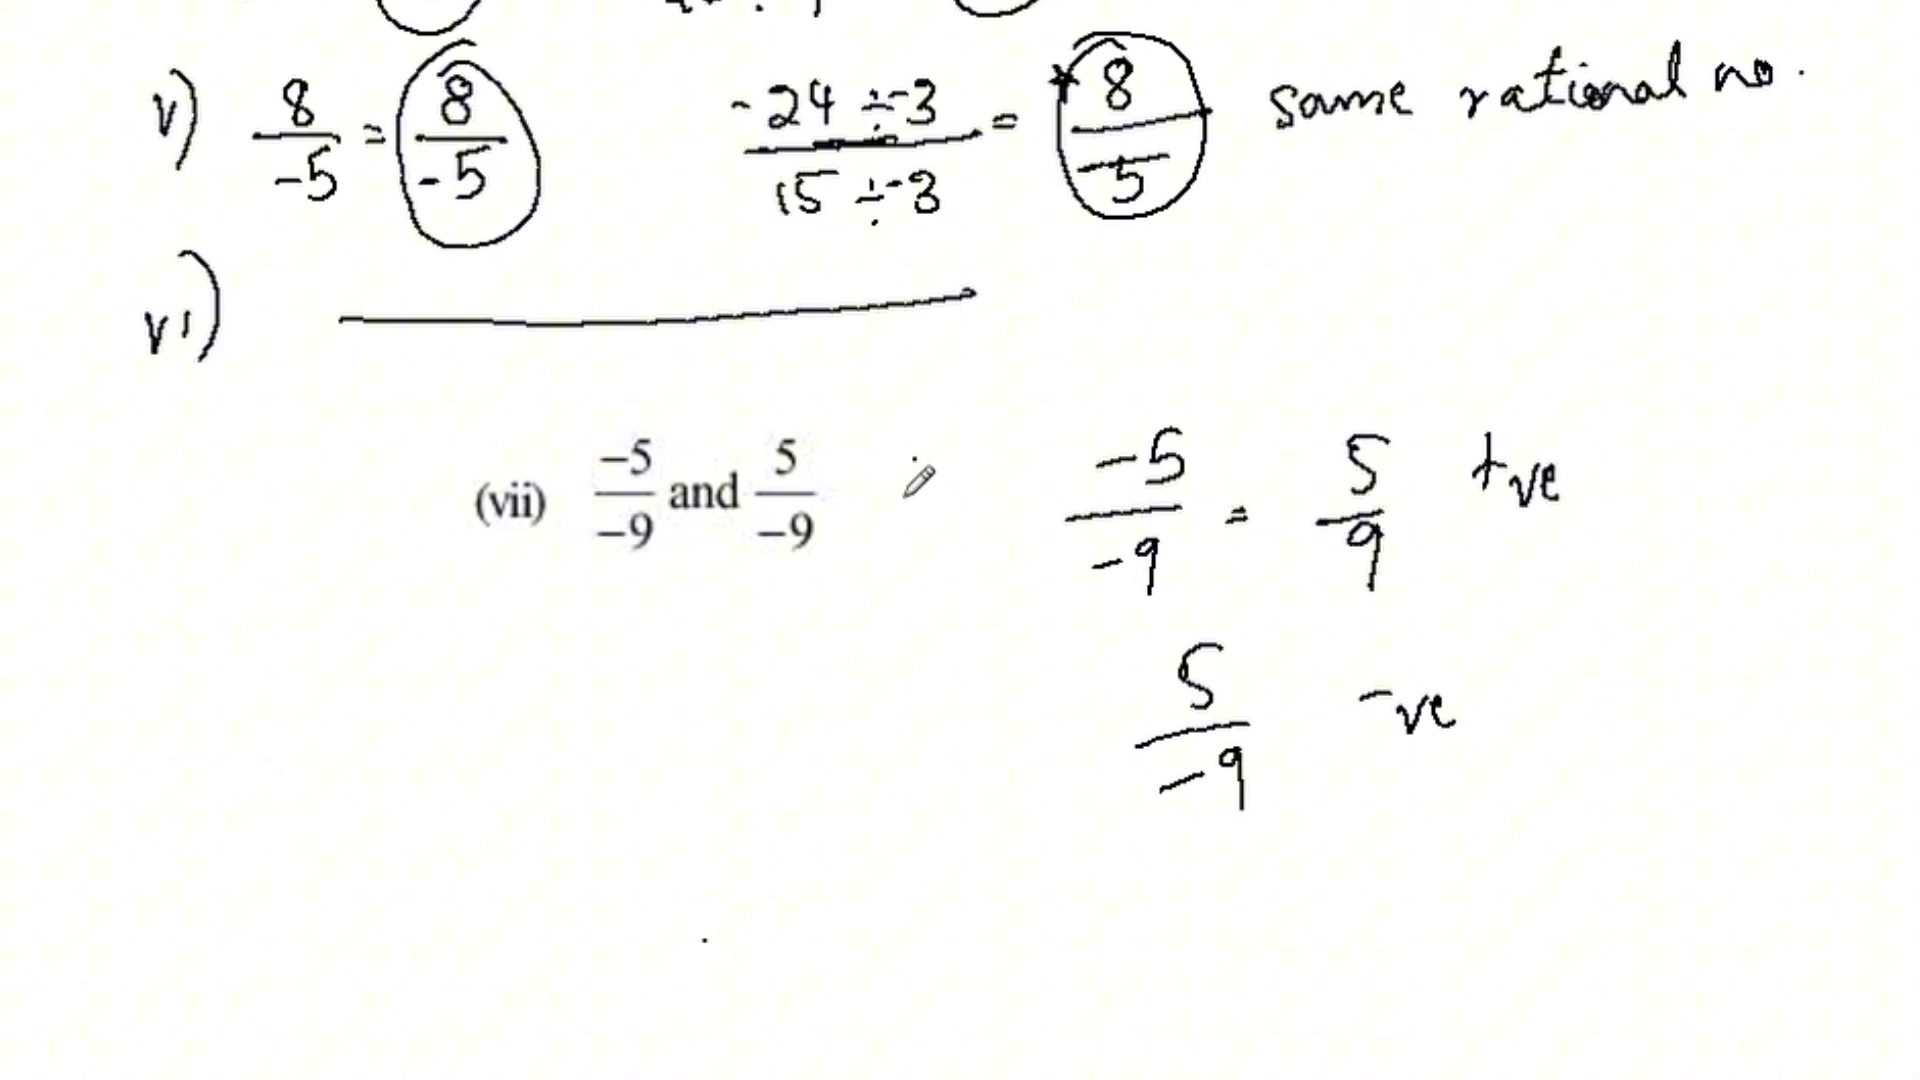 v) 8/-5 = 8/-5    -24 ÷ -3 / 15 ÷ -3 = +8/-5 same rational no.
vi)
(vii) −5/−9 and 5/−9    -5/-9 = 5/9 +ve
5/-9 -ve